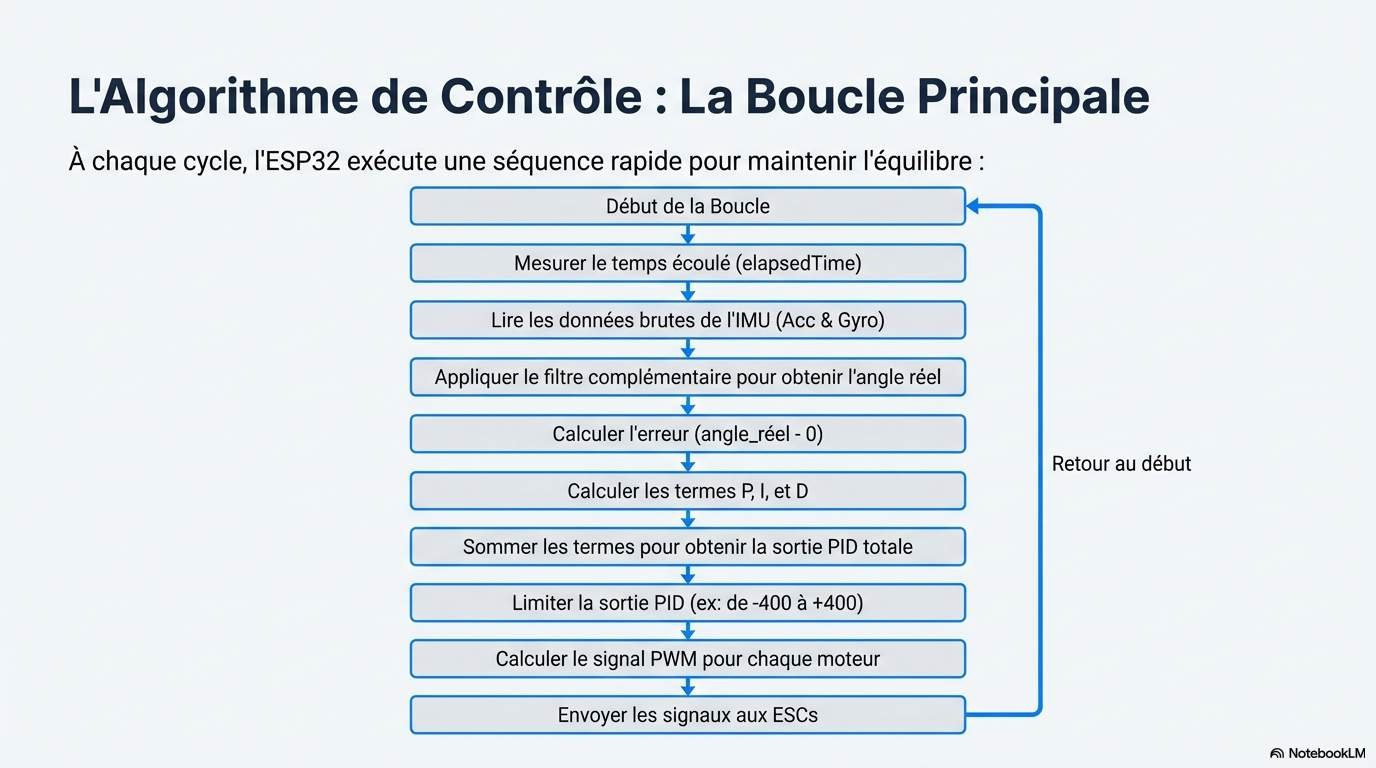 L'Algorithme de Contrôle : La Boucle Principale
À chaque cycle, l'ESP32 exécute une séquence rapide pour maintenir l'équilibre :
Début de la Boucle
Mesurer le temps écoulé (elapsedTime)
Lire les données brutes de l'IMU (Acc & Gyro)
Appliquer le filtre complémentaire pour obtenir l'angle réel
Calculer l'erreur (angle_réel - 0)
Calculer les termes P, I, et D
Sommer les termes pour obtenir la sortie PID totale
Limiter la sortie PID (ex: de -400 à +400)
Calculer le signal PWM pour chaque moteur
Envoyer les signaux aux ESCs
Retour au début
NotebookLM